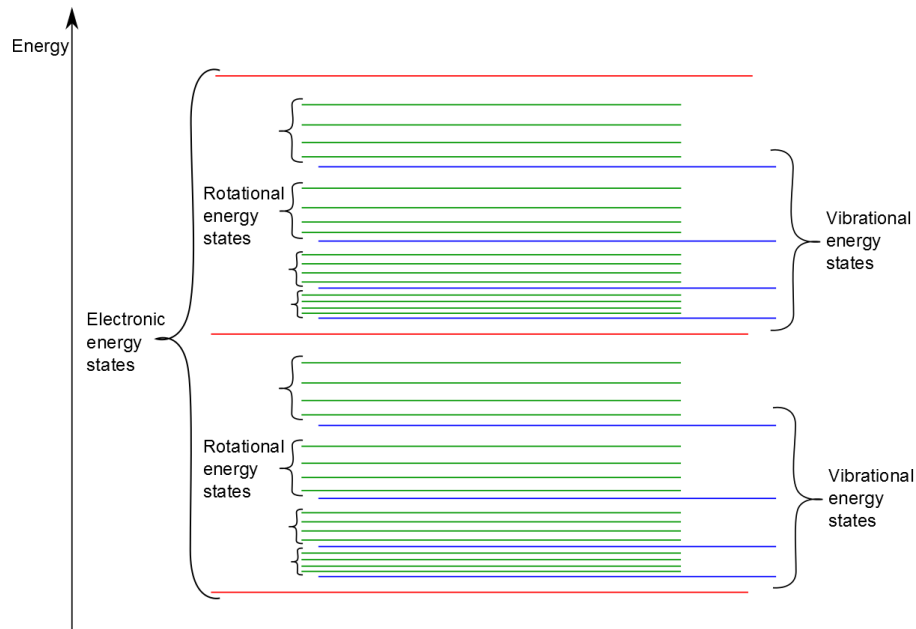 Energy
Rotational
energy
states
Vibrational
energy
states
Electronic
energy
states
Rotational
energy
states
Vibrational
energy
states